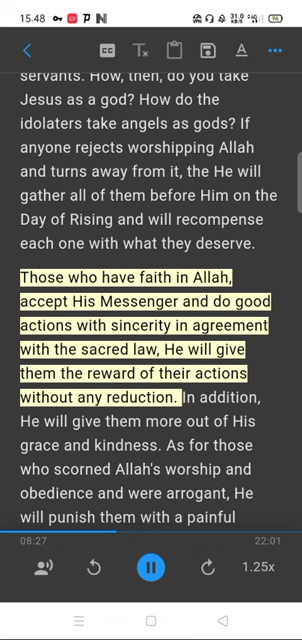 15.48
31.0
KB/S
96
CC
servants. How, then, do you take
Jesus as a god? How do the
idolaters take angels as gods? If
anyone rejects worshipping Allah
and turns away from it, the He will
gather all of them before Him on the
Day of Rising and will recompense
each one with what they deserve.
Those who have faith in Allah,
accept His Messenger and do good
actions with sincerity in agreement
with the sacred law, He will give
them the reward of their actions
without any reduction. In addition,
He will give them more out of His
grace and kindness. As for those
who scorned Allah's worship and
obedience and were arrogant, He
will punish them with a painful
08:27
22:01
1.25x